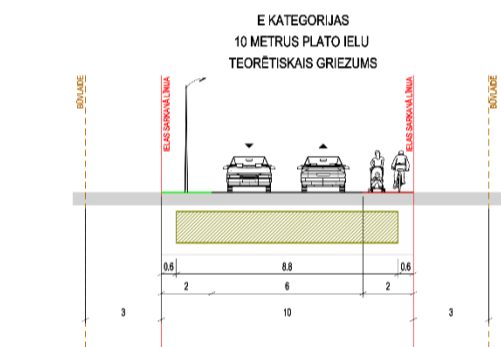 E KATEGORIJAS
10 METRUS PLATO IELU
TEORĒTISKAIS GRIEZUMS
BŪVLAIDE
IELAS SARKANĀ LĪNIJA
IELAS SARKANĀ LĪNIJA
BŪVLAIDE
0.6 8.8 0.6
2 6 2
3 10 3